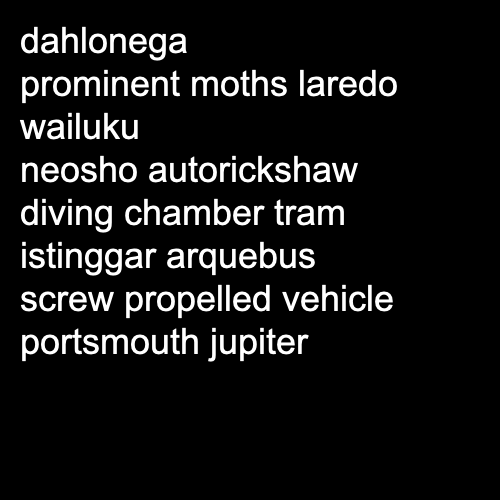 dahlonega
prominent moths laredo
wailuku
neosho autorickshaw
diving chamber tram
istinggar arquebus
screw propelled vehicle
portsmouth jupiter